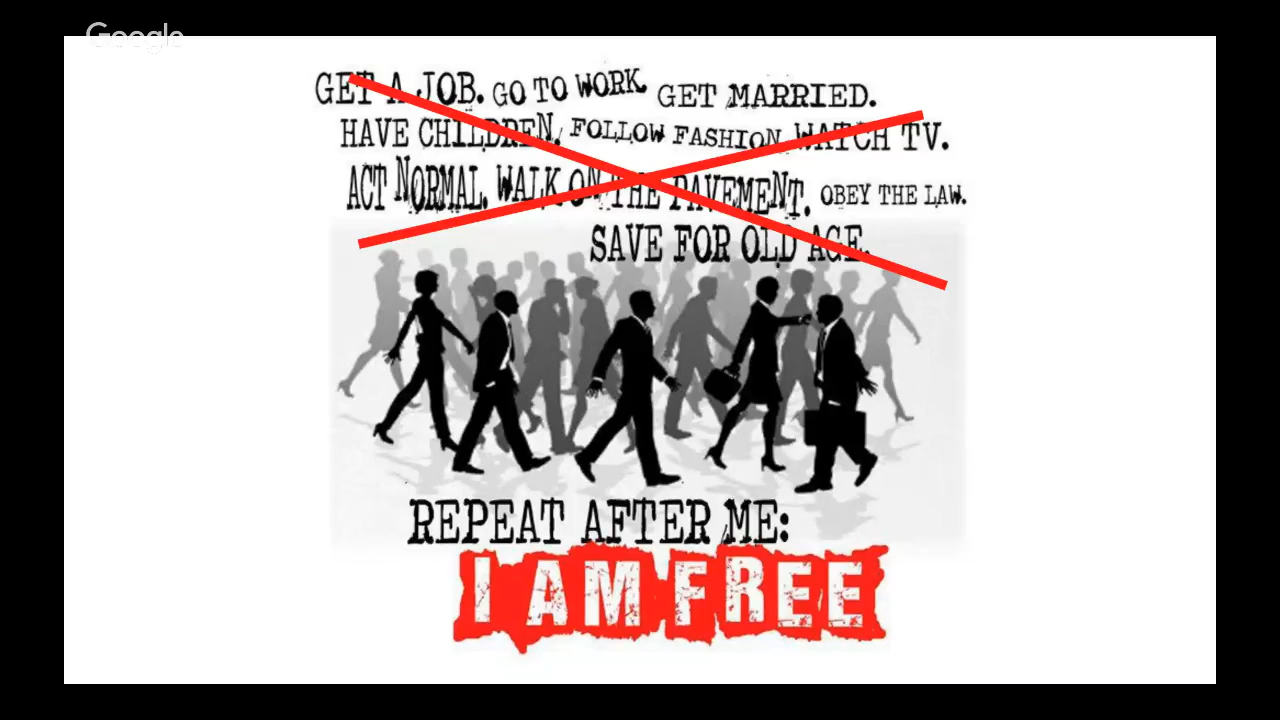 Google
GET A JOB. GO TO WORK. GET MARRIED.
HAVE CHILDREN. FOLLOW FASHION. WATCH TV.
ACT NORMAL. WALK ON THE PAVEMENT. OBEY THE LAW.
SAVE FOR OLD AGE.
REPEAT AFTER ME:
I AM FREE